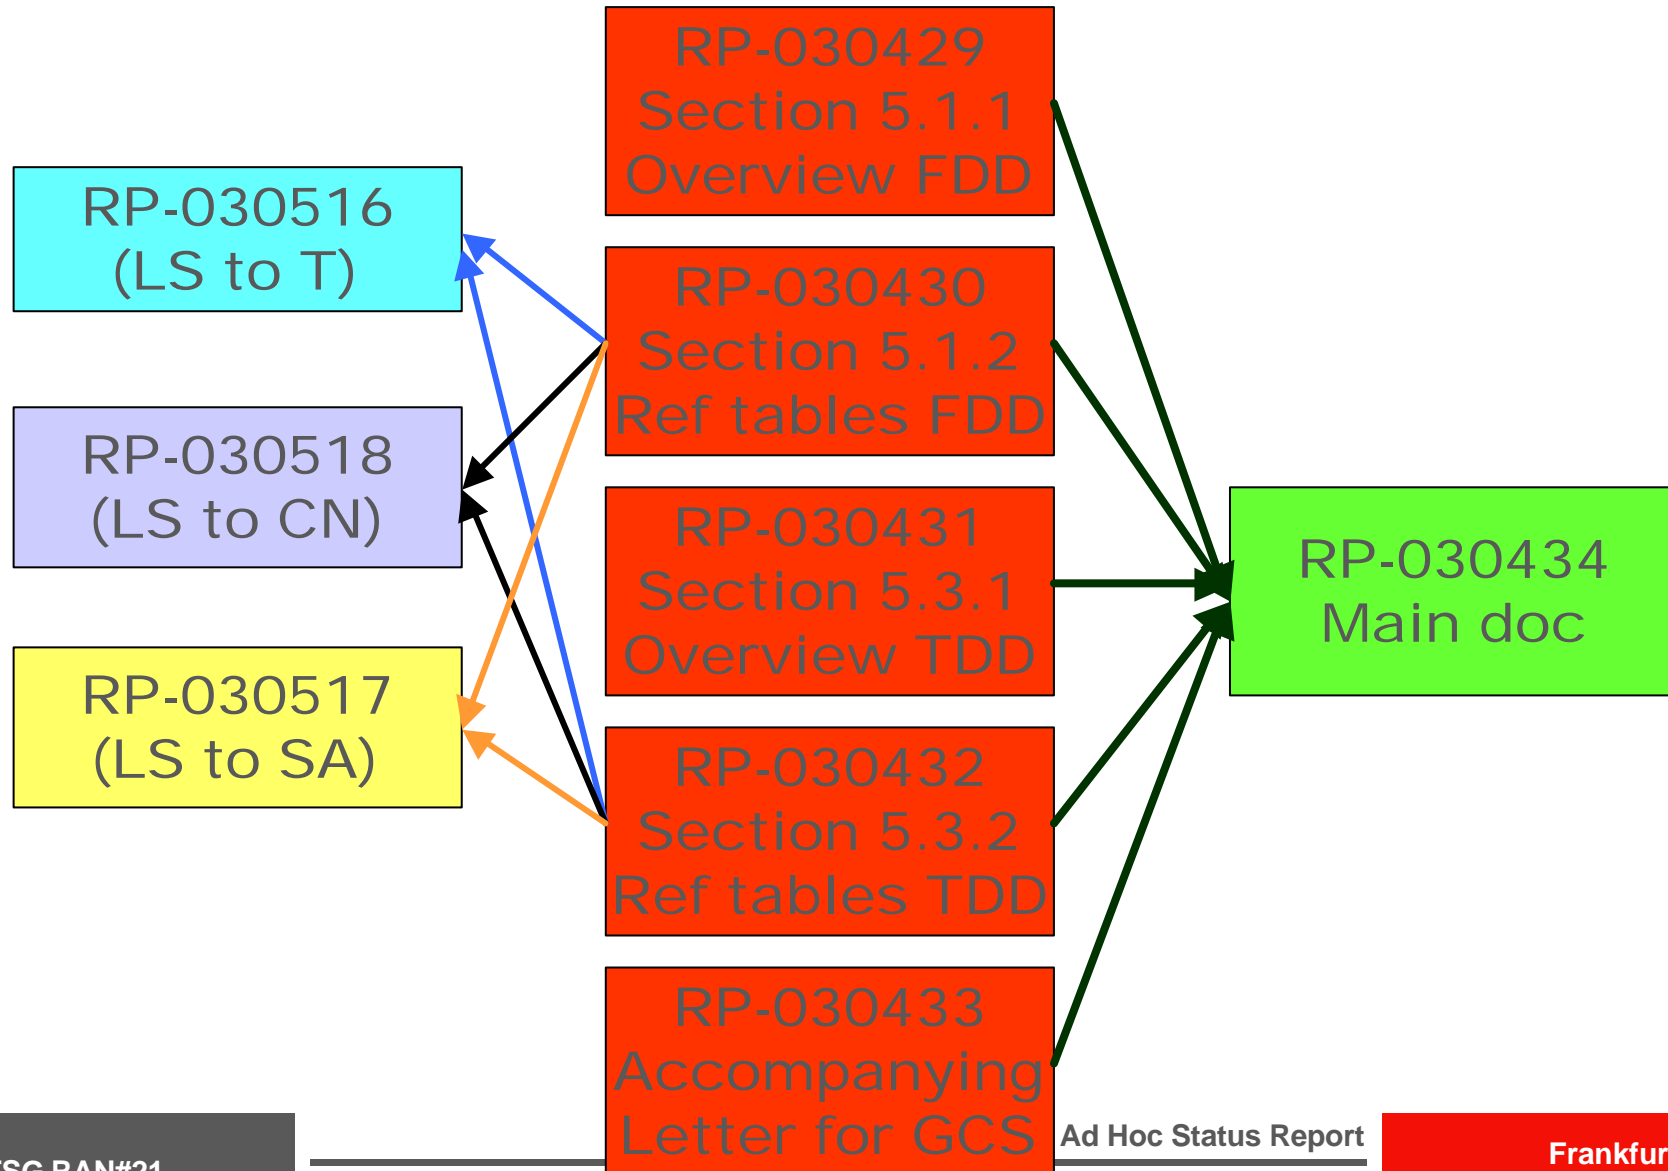 RP-030429
Section 5.1.1
Overview FDD
RP-030516
(LS to T)
RP-030430
Section 5.1.2
Ref tables FDD
RP-030518
(LS to CN)
RP-030431
Section 5.3.1
Overview TDD
RP-030434
Main doc
RP-030517
(LS to SA)
RP-030432
Section 5.3.2
Ref tables TDD
RP-030433
Accompanying
Letter for GCS
Ad Hoc Status Report
RAN#21
Frankfur